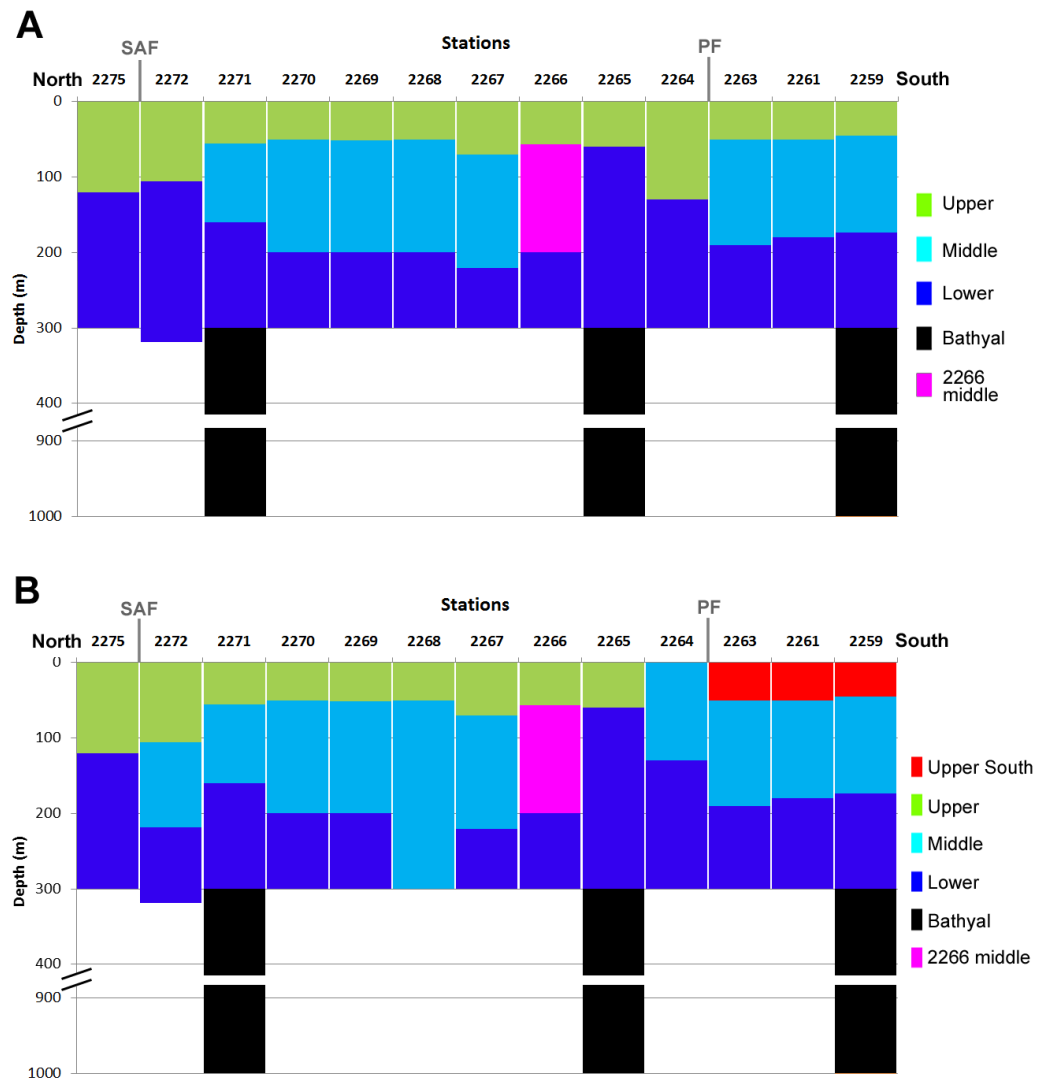 A
SAF Stations PF
North 2275 2272 2271 2270 2269 2268 2267 2266 2265 2264 2263 2261 2259 South
0
100
200
300
400
900
1000
Depth (m)
Upper
Middle
Lower
Bathyal
2266
middle
B
SAF Stations PF
North 2275 2272 2271 2270 2269 2268 2267 2266 2265 2264 2263 2261 2259 South
0
100
200
300
400
900
1000
Depth (m)
Upper South
Upper
Middle
Lower
Bathyal
2266 middle